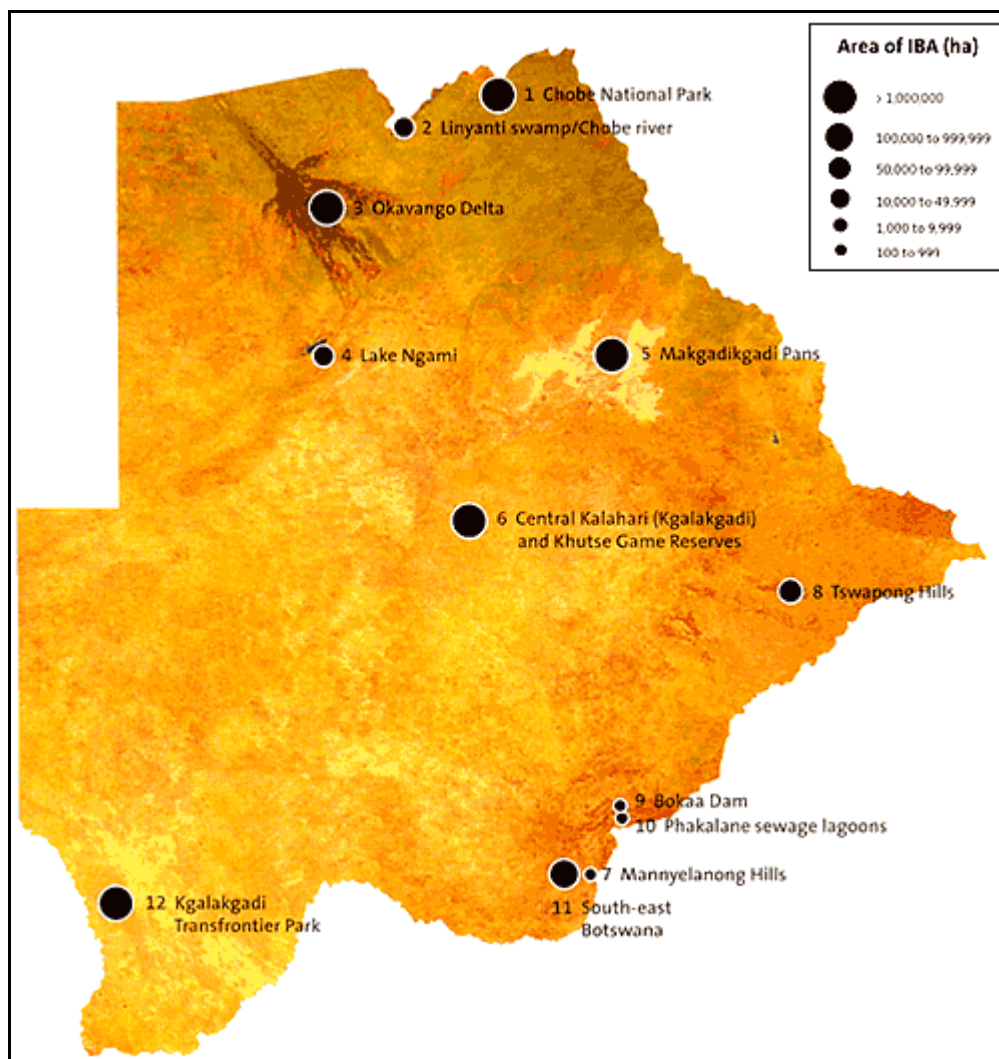 Area of IBA (ha)
> 1,000,000
100,000 to 999,999
50,000 to 99,999
10,000 to 49,999
1,000 to 9,999
100 to 999
1 Chobe National Park
2 Linyanti swamp/Chobe river
3 Okavango Delta
4 Lake Ngami
5 Makgadikgadi Pans
6 Central Kalahari (Kgalakgadi)
and Khutse Game Reserves
8 Tswapong Hills
9 Bokaa Dam
10 Phakalane sewage lagoons
7 Mannyelanong Hills
11 South-east
Botswana
12 Kgalakgadi
Transfrontier Park